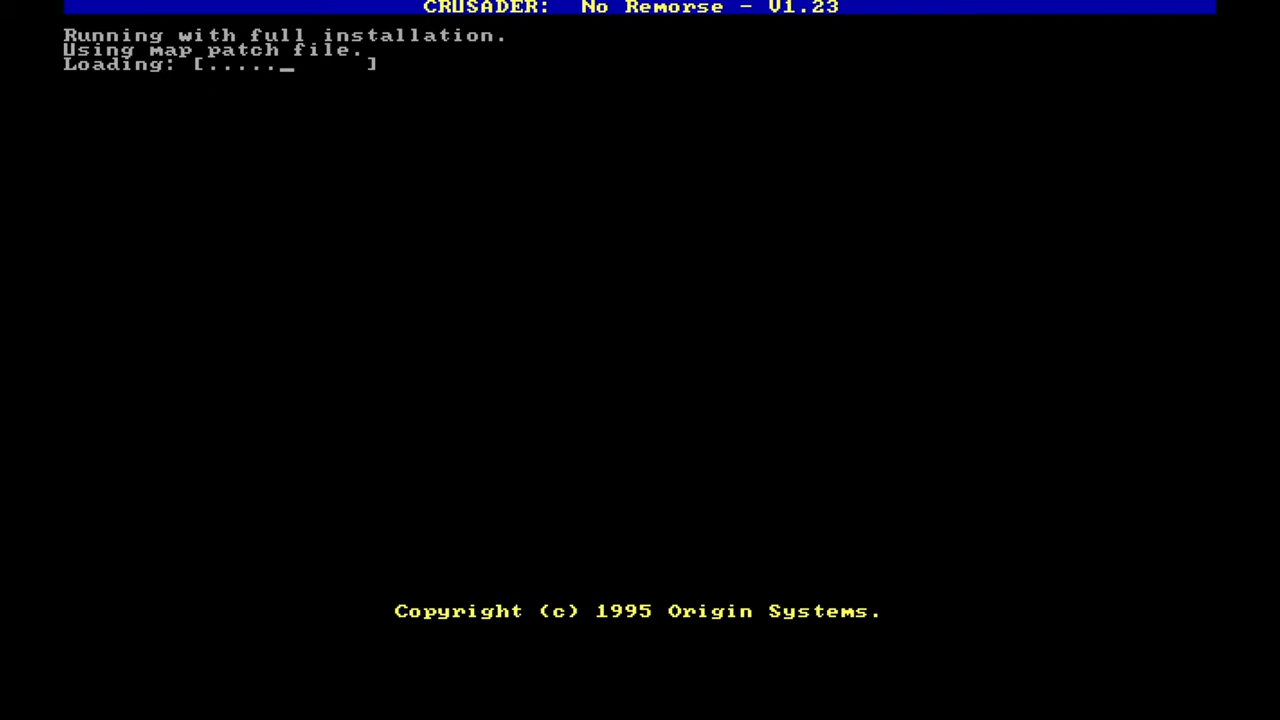 CRUSADER:  No Remorse - V1.23
Running with full installation.
Using map patch file.
Loading: [....._     ]
Copyright (c) 1995 Origin Systems.